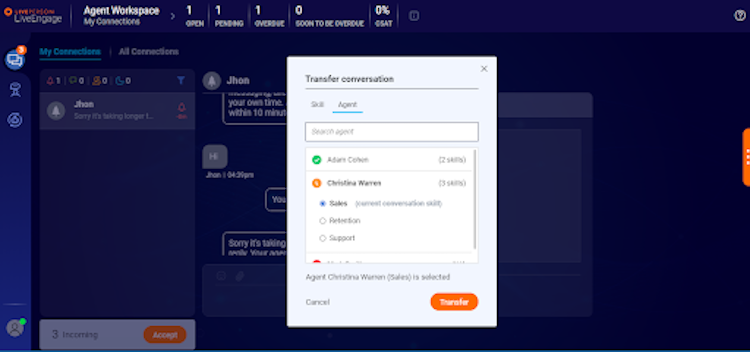 LIVEPERSON
LiveEngage
Agent Workspace
My Connections
1
OPEN
1
PENDING
1
OVERDUE
0
SOON TO BE OVERDUE
0%
CSAT
3
My Connections
All Connections
1
0
0
0
Jhon
Sorry it's taking longer t...
Jhon
messaging,
your own time.
within 10 minut
Hi
Jhon | 04:39pm
You
Sorry it's taking
reply. Your agen
3 Incoming
Accept
Transfer conversation
Skill
Agent
Search agent
Adam Cohen
(2 skills)
Christina Warren
(3 skills)
Sales (current conversation skill)
Retention
Support
Agent Christina Warren (Sales) is selected
Cancel
Transfer